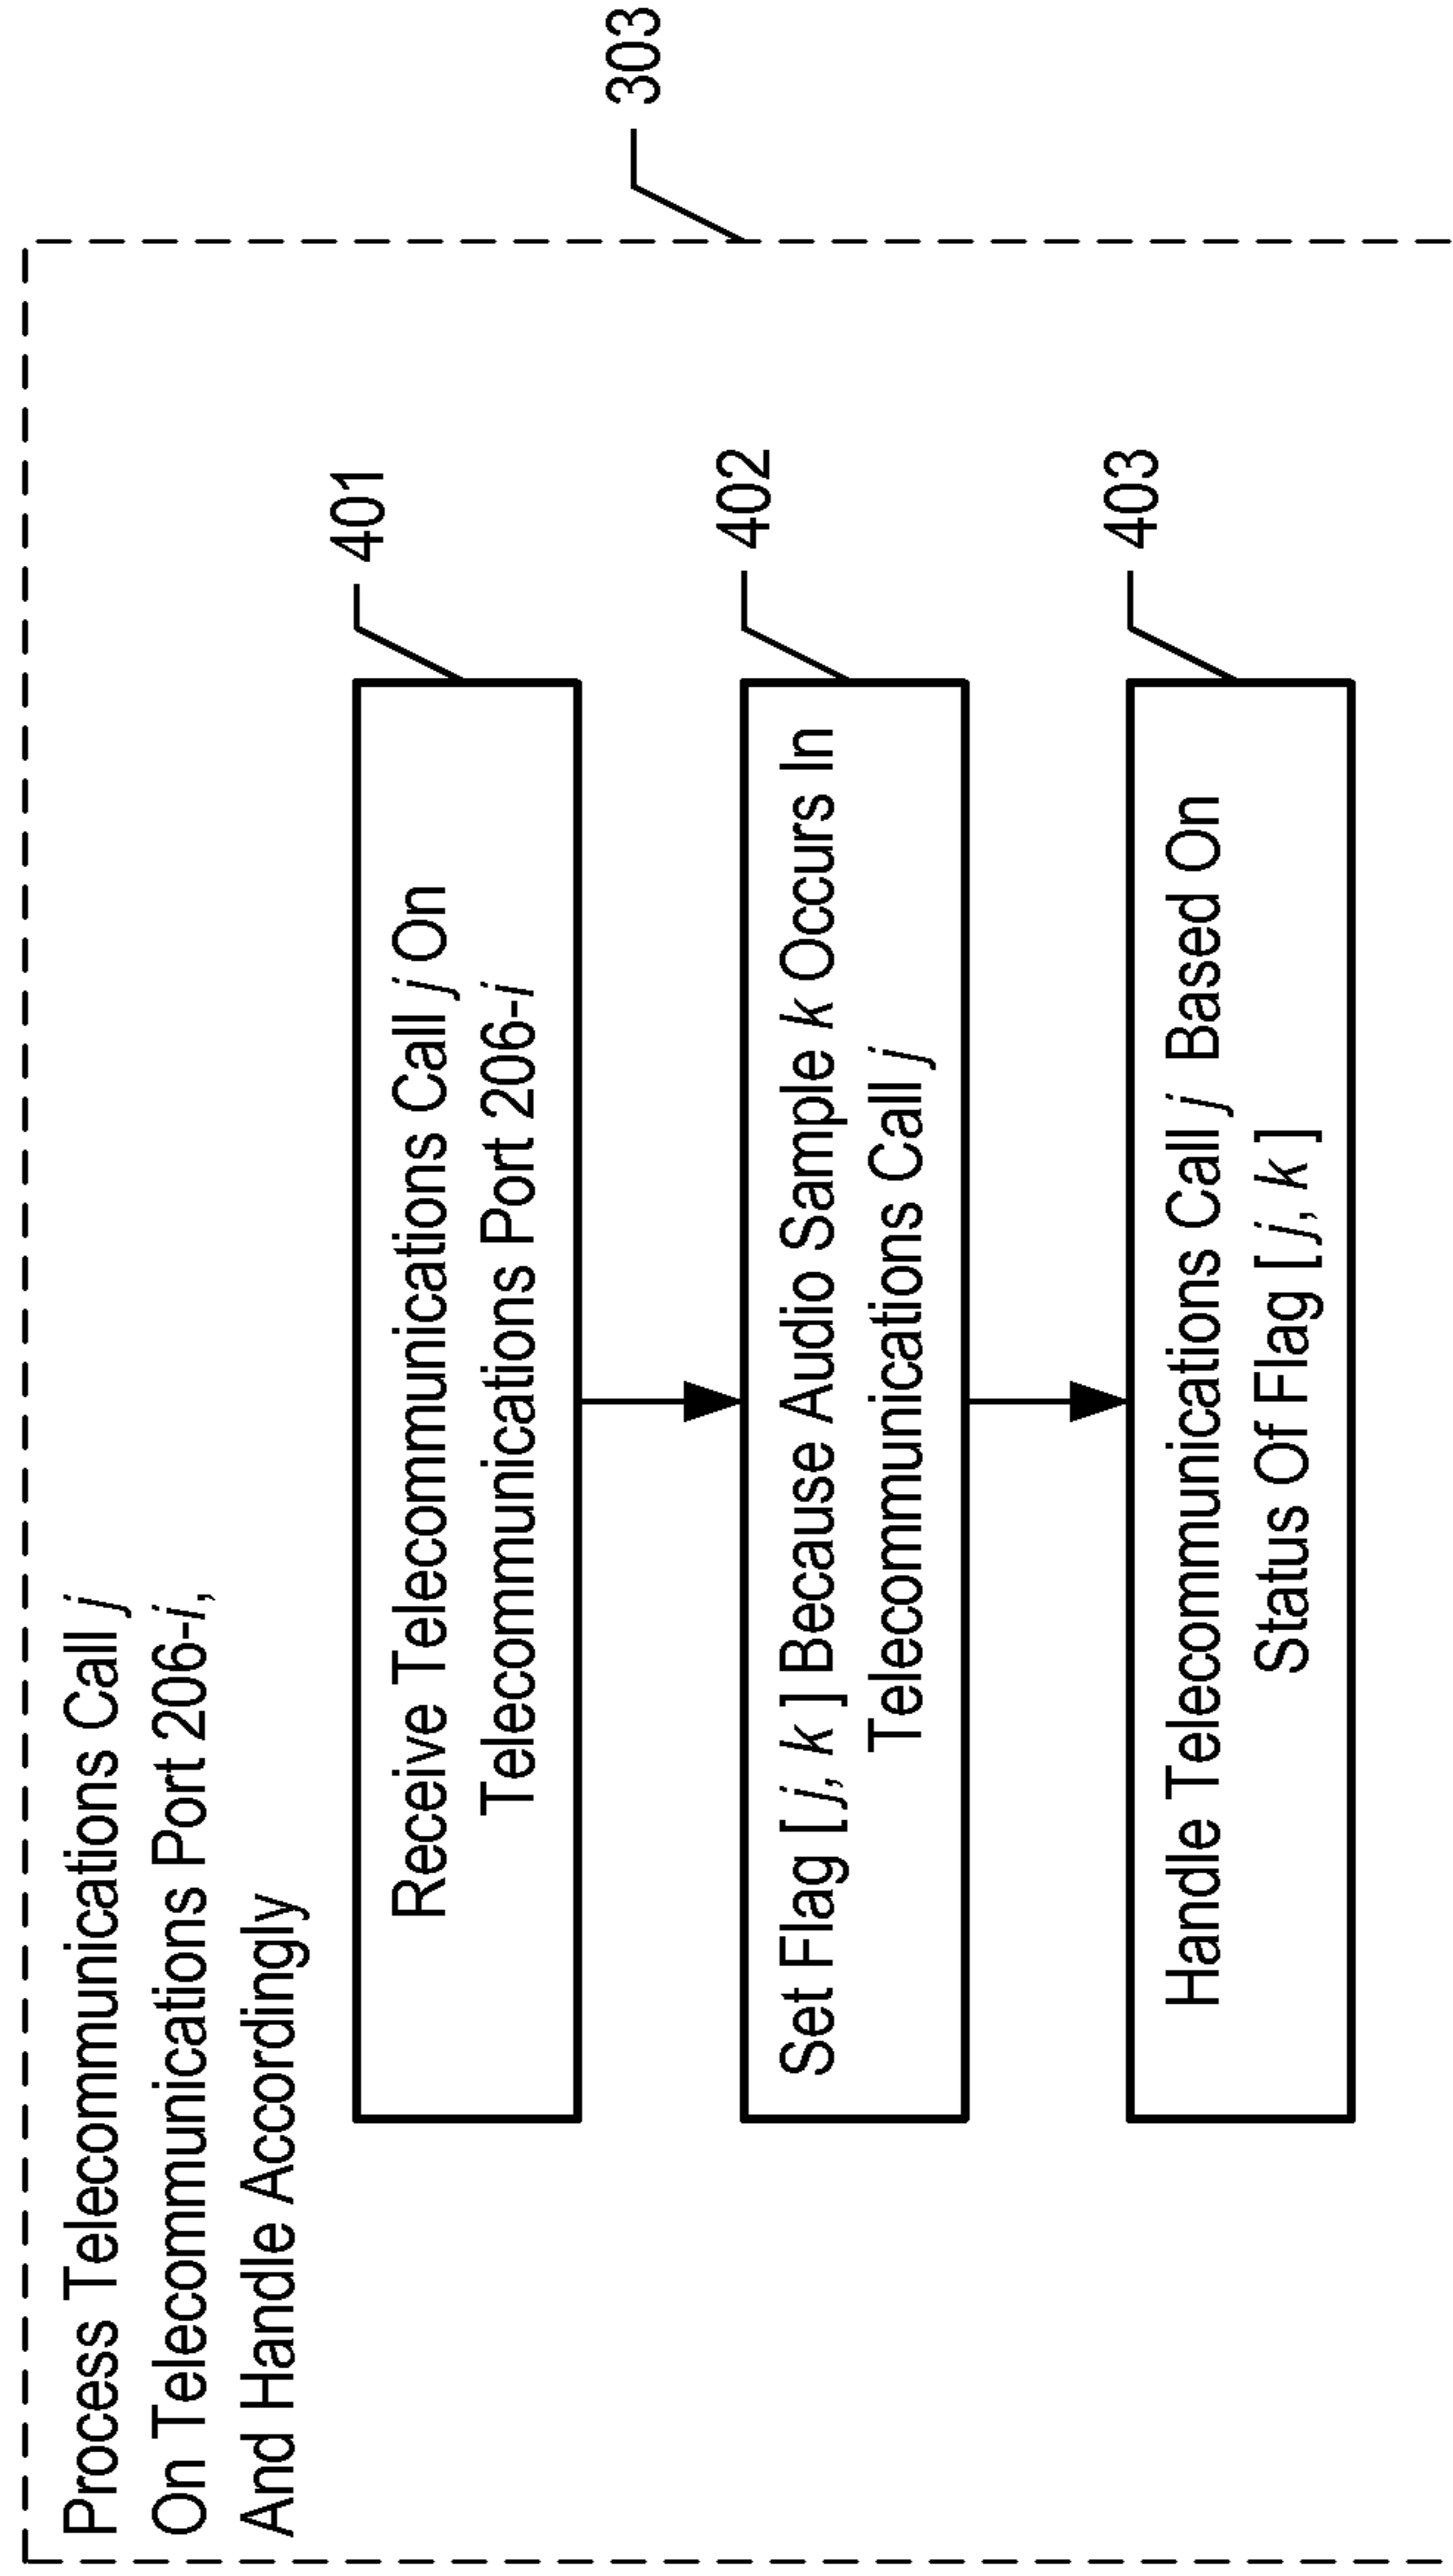 Process Telecommunications Call j
On Telecommunications Port 206-i,
And Handle Accordingly
303
401
Receive Telecommunications Call j On
Telecommunications Port 206-i
402
Set Flag [ j, k ] Because Audio Sample k Occurs In
Telecommunications Call j
403
Handle Telecommunications Call j Based On
Status Of Flag [ j, k ]